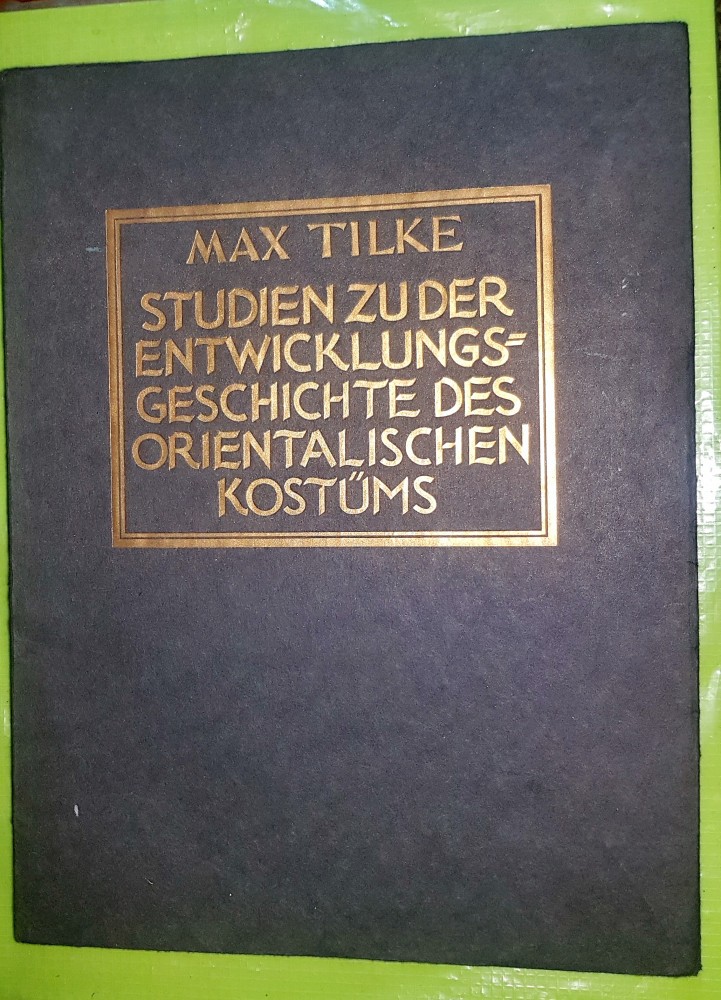 MAX TILKE
STUDIEN ZU DER
ENTWICKLUNGS=
GESCHICHTE DES
ORIENTALISCHEN
KOSTÜMS